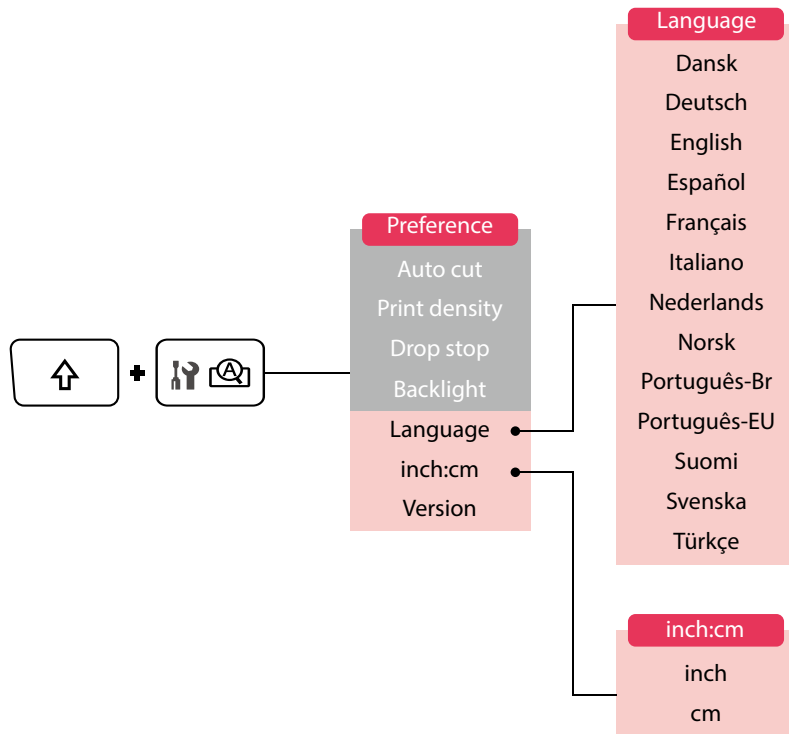 Preference
Auto cut
Print density
Drop stop
Backlight
Language
inch:cm
Version
Language
Dansk
Deutsch
English
Español
Français
Italiano
Nederlands
Norsk
Português-Br
Português-EU
Suomi
Svenska
Türkçe
inch:cm
inch
cm
A